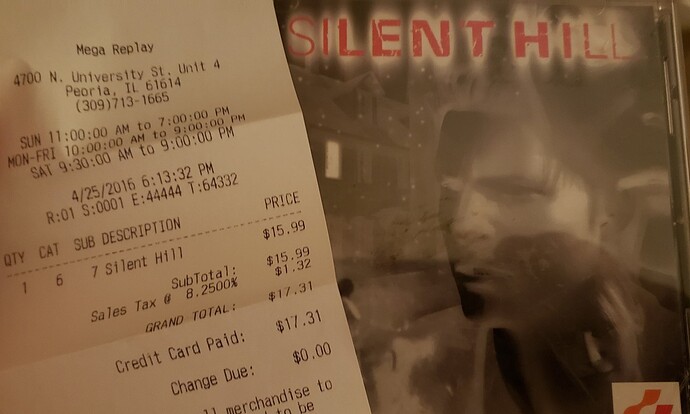 Mega Replay
4700 N. University St. Unit 4
Peoria, IL 61614
(309)713-1665
SUN 11:00:00 AM to 7:00:00 PM
MON-FRI 10:00:00 AM to 9:00:00 PM
SAT 9:30:00 AM to 9:00:00 PM
4/25/2016 6:13:32 PM
R:01 S:0001 E:44444 T:64332
QTY CAT SUB DESCRIPTION PRICE
1 6 7 Silent Hill $15.99
SubTotal: $15.99
Sales Tax @ 8.2500% $1.32
GRAND TOTAL: $17.31
Credit Card Paid: $17.31
Change Due: $0.00
merchandise to
to be
SILENT HILL